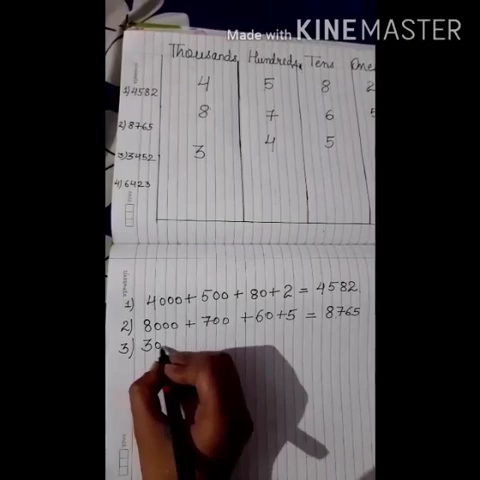 Made with KINEMASTER
Thousands Hundreds Tens Ones
1) 4582 4 5 8 2
2) 8765 8 7 6 5
3) 3452 3 4 5
4) 6423
1) 4000 + 500 + 80 + 2 = 4582
2) 8000 + 700 + 60 + 5 = 8765
3) 30